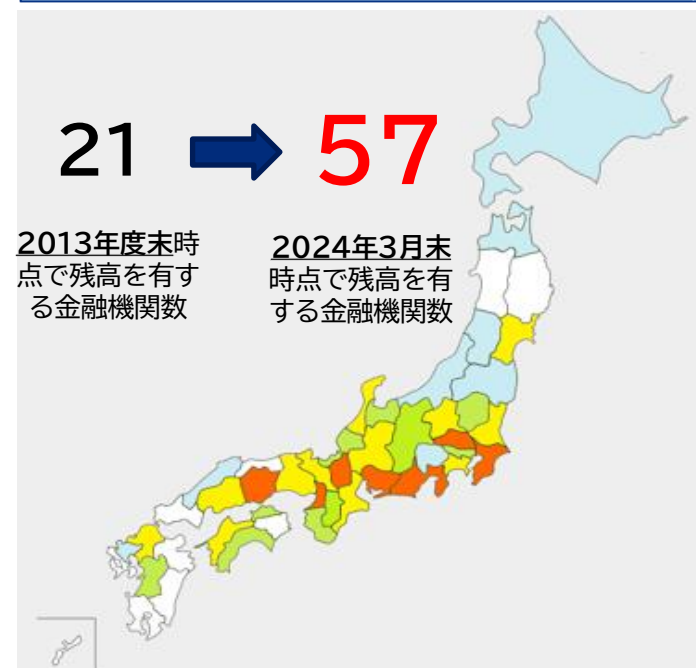 21
57
2013年度末時
点で残高を有す
る金融機関数
2024年3月末
時点で残高を有
する金融機関数